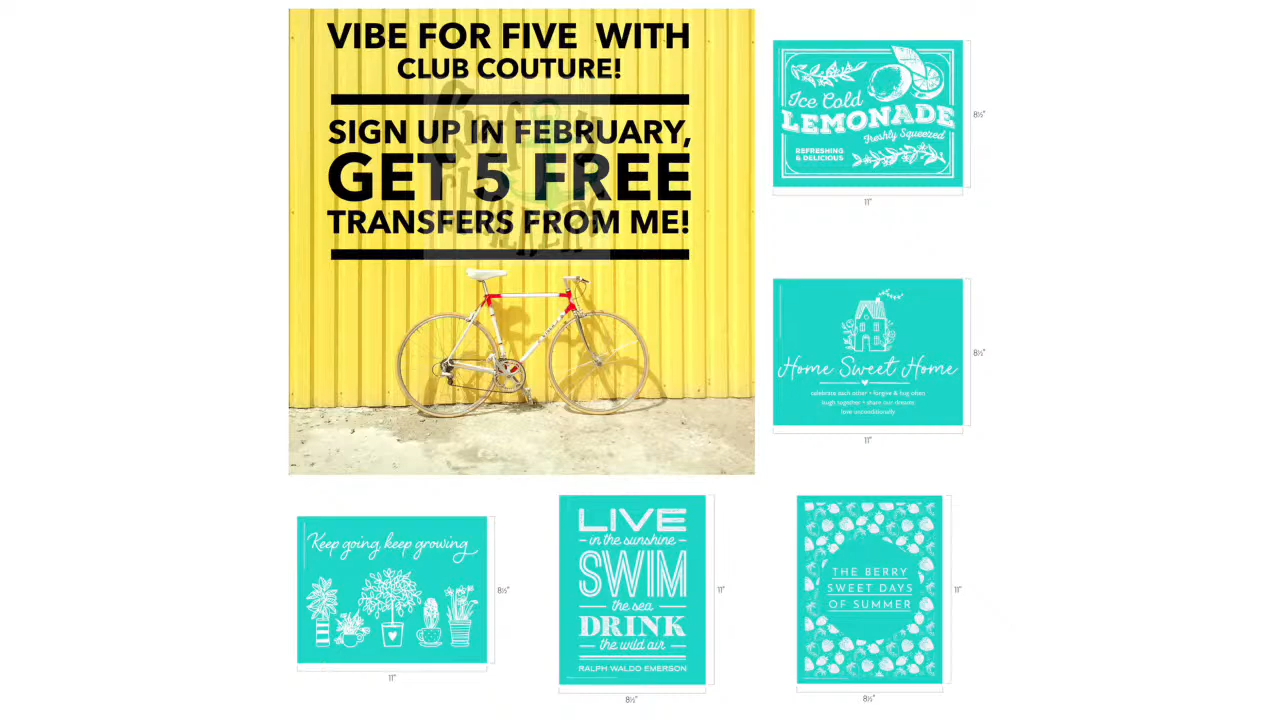 VIBE FOR FIVE WITH
CLUB COUTURE!
SIGN UP IN FEBRUARY,
GET 5 FREE
TRANSFERS FROM ME!
Crafty
Chalkers
Ice Cold
LEMONADE
Freshly Squeezed
REFRESHING
& DELICIOUS
8½"
11"
Home Sweet Home
celebrate each other • forgive & hug often
laugh together • share our dreams
love unconditionally
8½"
11"
Keep going, keep growing
8½"
11"
LIVE
in the sunshine
SWIM
the sea
DRINK
the wild air
RALPH WALDO EMERSON
11"
8½"
THE BERRY
SWEET DAYS
OF SUMMER
11"
8½"